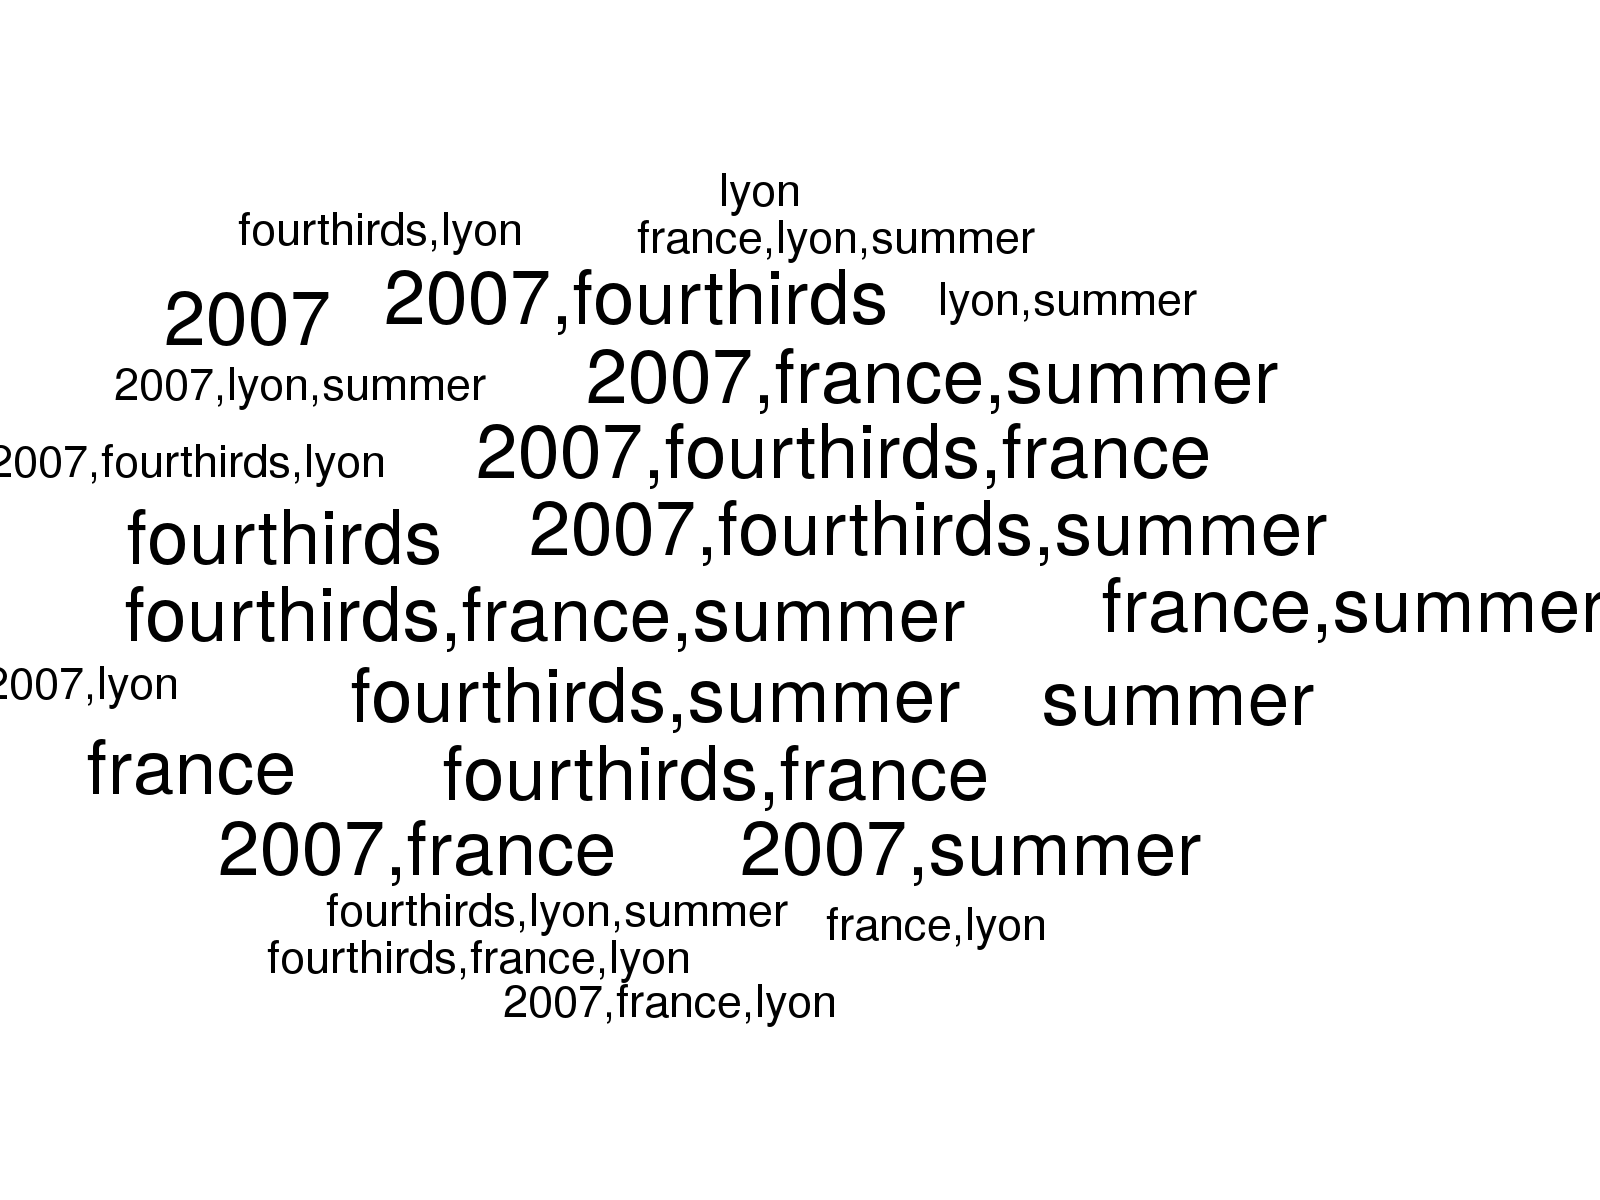 lyon
fourthirds,lyon
france,lyon,summer
2007
2007,fourthirds
lyon,summer
2007,lyon,summer
2007,france,summer
2007,fourthirds,lyon
2007,fourthirds,france
fourthirds
2007,fourthirds,summer
fourthirds,france,summer
france,summer
2007,lyon
fourthirds,summer
summer
france
fourthirds,france
2007,france
2007,summer
fourthirds,lyon,summer
france,lyon
fourthirds,france,lyon
2007,france,lyon